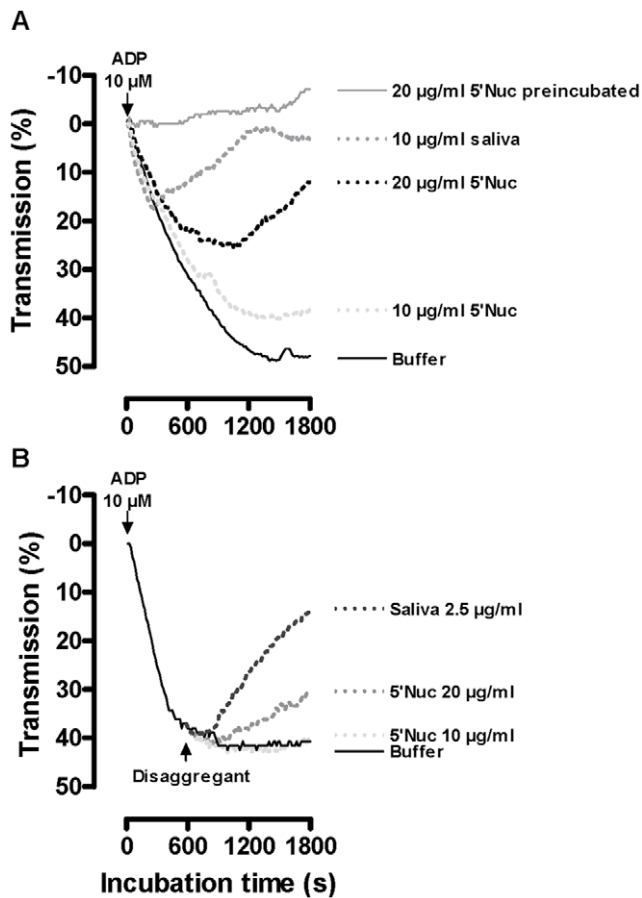 A
ADP
10 µM
-10
0
10
20
30
40
50
Transmission (%)
20 µg/ml 5'Nuc preincubated
10 µg/ml saliva
20 µg/ml 5'Nuc
10 µg/ml 5'Nuc
Buffer
0 600 1200 1800
B
ADP
10 µM
-10
0
10
20
30
40
50
Transmission (%)
Saliva 2.5 µg/ml
5'Nuc 20 µg/ml
5'Nuc 10 µg/ml
Buffer
Disaggregant
0 600 1200 1800
Incubation time (s)